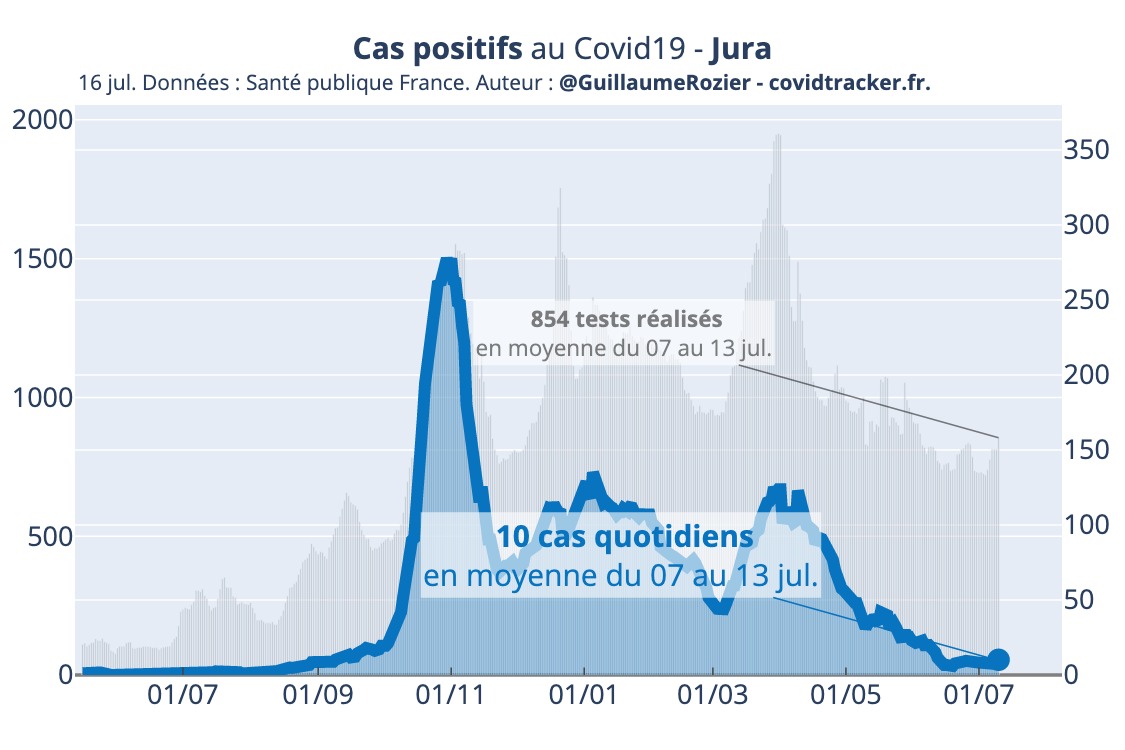 Cas positifs au Covid19 - Jura
16 jul. Données : Santé publique France. Auteur : @GuillaumeRozier - covidtracker.fr.
2000
1500
1000
500
0
350
300
250
200
150
100
50
0
854 tests réalisés
en moyenne du 07 au 13 jul.
10 cas quotidiens
en moyenne du 07 au 13 jul.
01/07 01/09 01/11 01/01 01/03 01/05 01/07